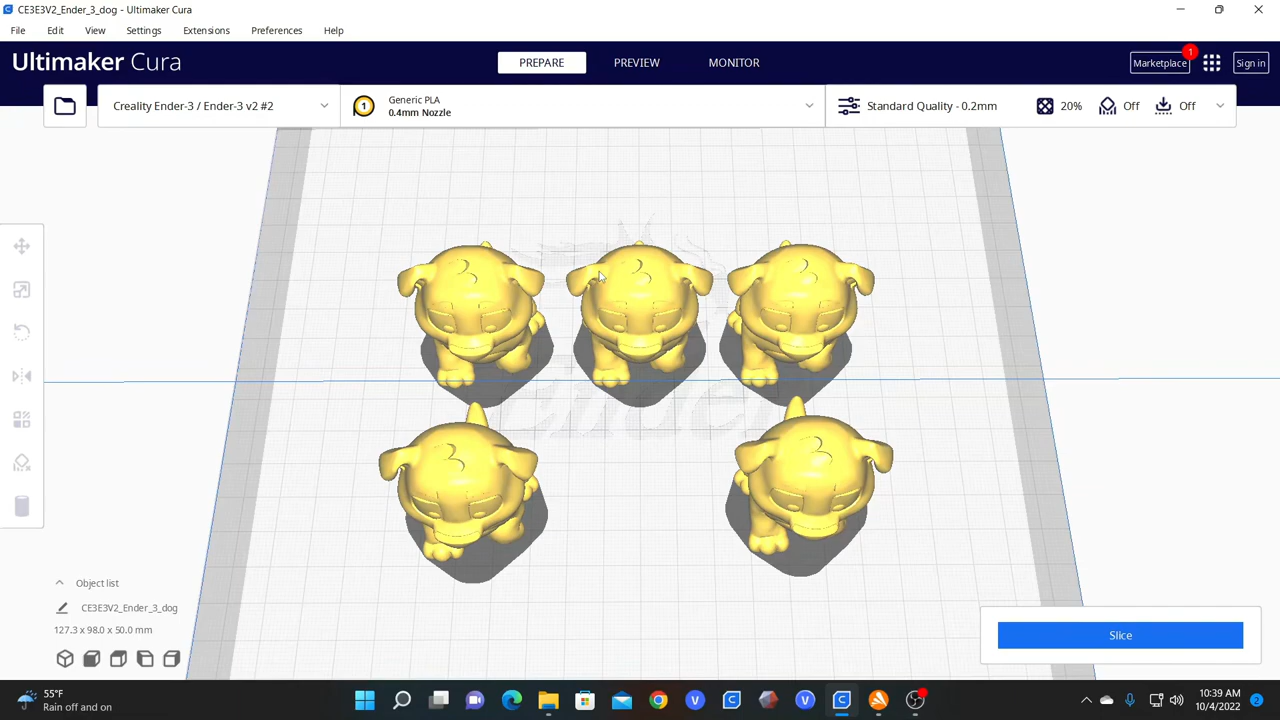 CE3E3V2_Ender_3_dog - Ultimaker Cura
File Edit View Settings Extensions Preferences Help
Ultimaker Cura
PREPARE PREVIEW MONITOR
Marketplace 1 Sign in
Creality Ender-3 / Ender-3 v2 #2
1 Generic PLA
0.4mm Nozzle
Standard Quality - 0.2mm 20% Off Off
Object list
CE3E3V2_Ender_3_dog
127.3 x 98.0 x 50.0 mm
Slice
55°F
Rain off and on
10:39 AM
10/4/2022
2